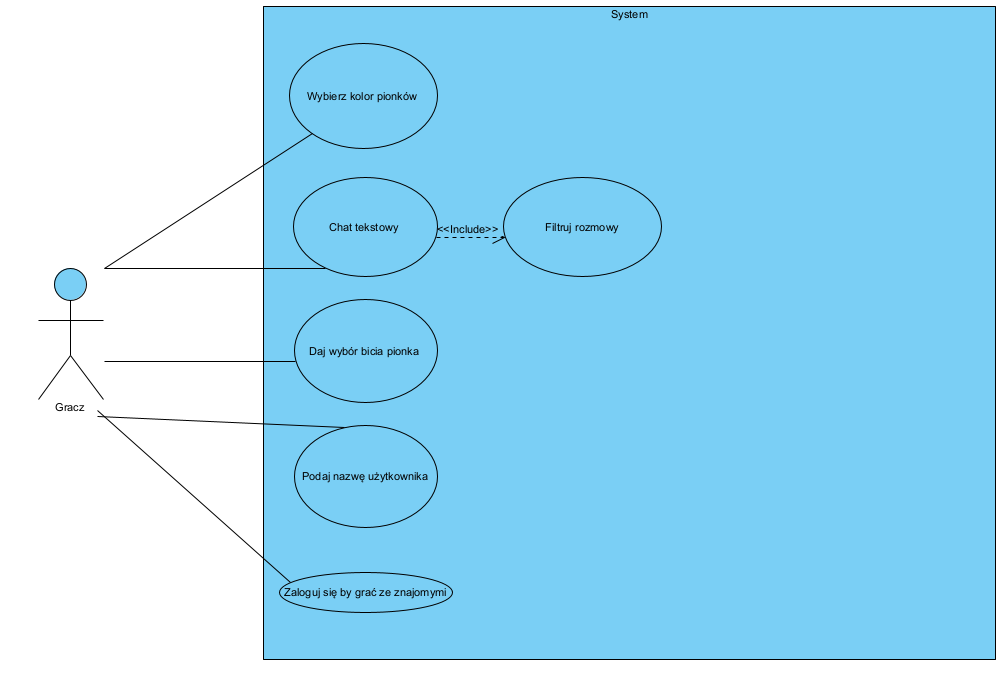 System
Wybierz kolor pionków
Chat tekstowy
<<Include>>
Filtruj rozmowy
Daj wybór bicia pionka
Gracz
Podaj nazwę użytkownika
Zaloguj się by grać ze znajomymi